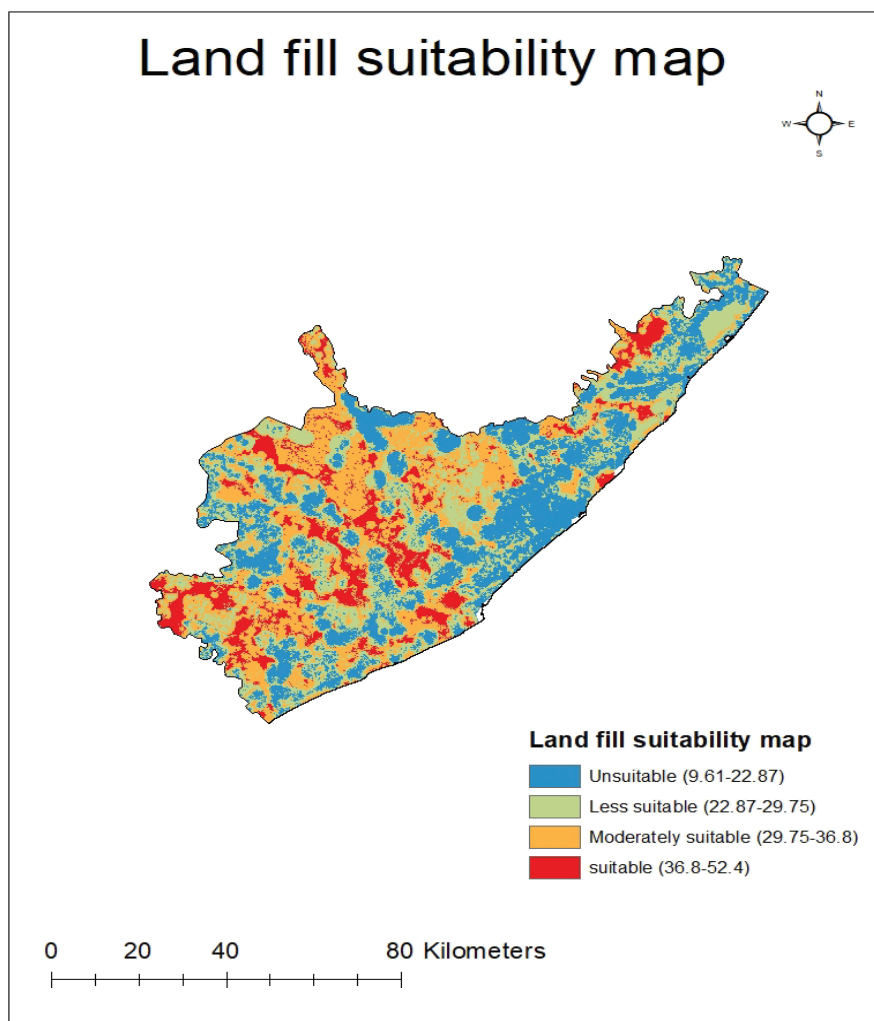 Land fill suitability map
N
W E
S
Land fill suitability map
Unsuitable (9.61-22.87)
Less suitable (22.87-29.75)
Moderately suitable (29.75-36.8)
suitable (36.8-52.4)
0 20 40 80 Kilometers